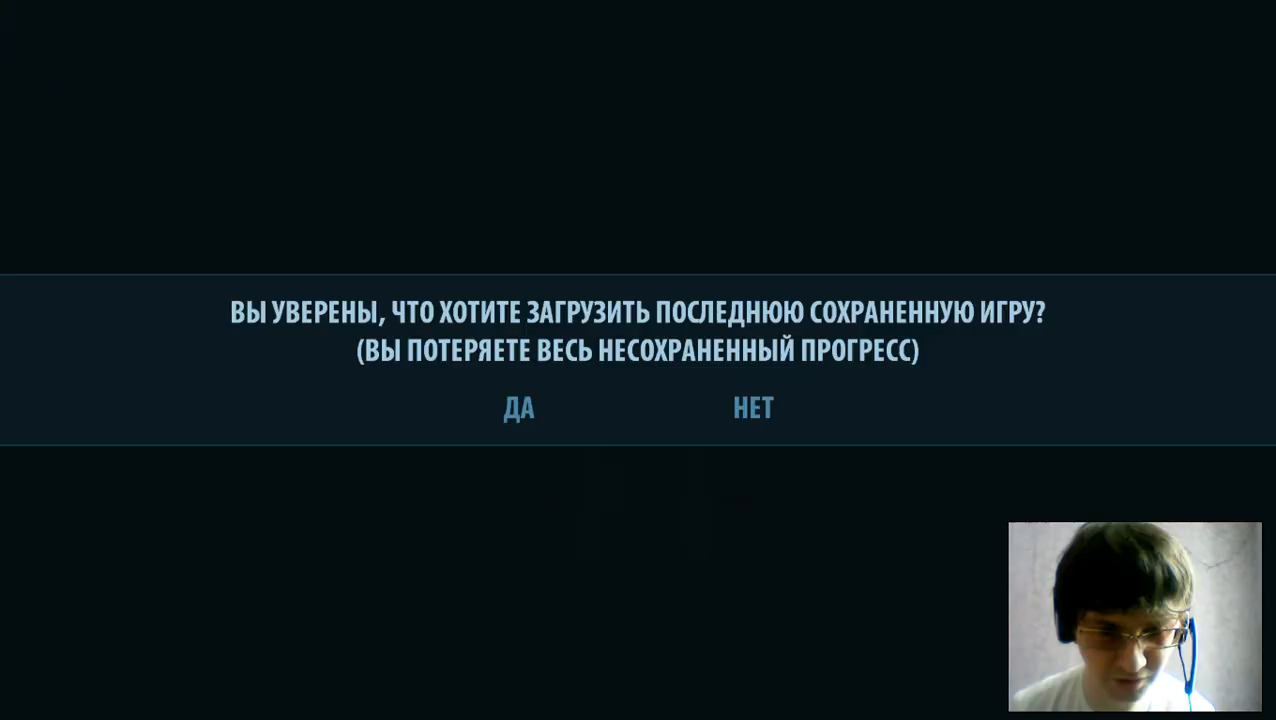 ВЫ УВЕРЕНЫ, ЧТО ХОТИТЕ ЗАГРУЗИТЬ ПОСЛЕДНЮЮ СОХРАНЕННУЮ ИГРУ?
(ВЫ ПОТЕРЯЕТЕ ВЕСЬ НЕСОХРАНЕННЫЙ ПРОГРЕСС)
ДА НЕТ